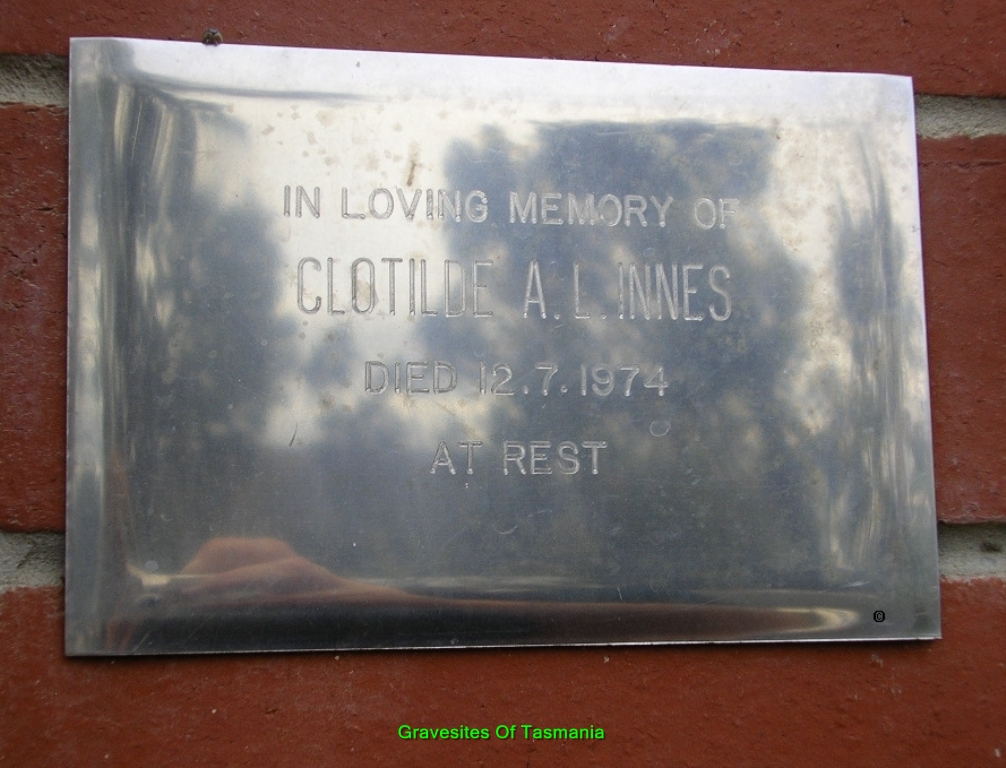 IN LOVING MEMORY OF
CLOTILDE A. L. INNES
DIED 12.7.1974
AT REST
©
Gravesites Of Tasmania